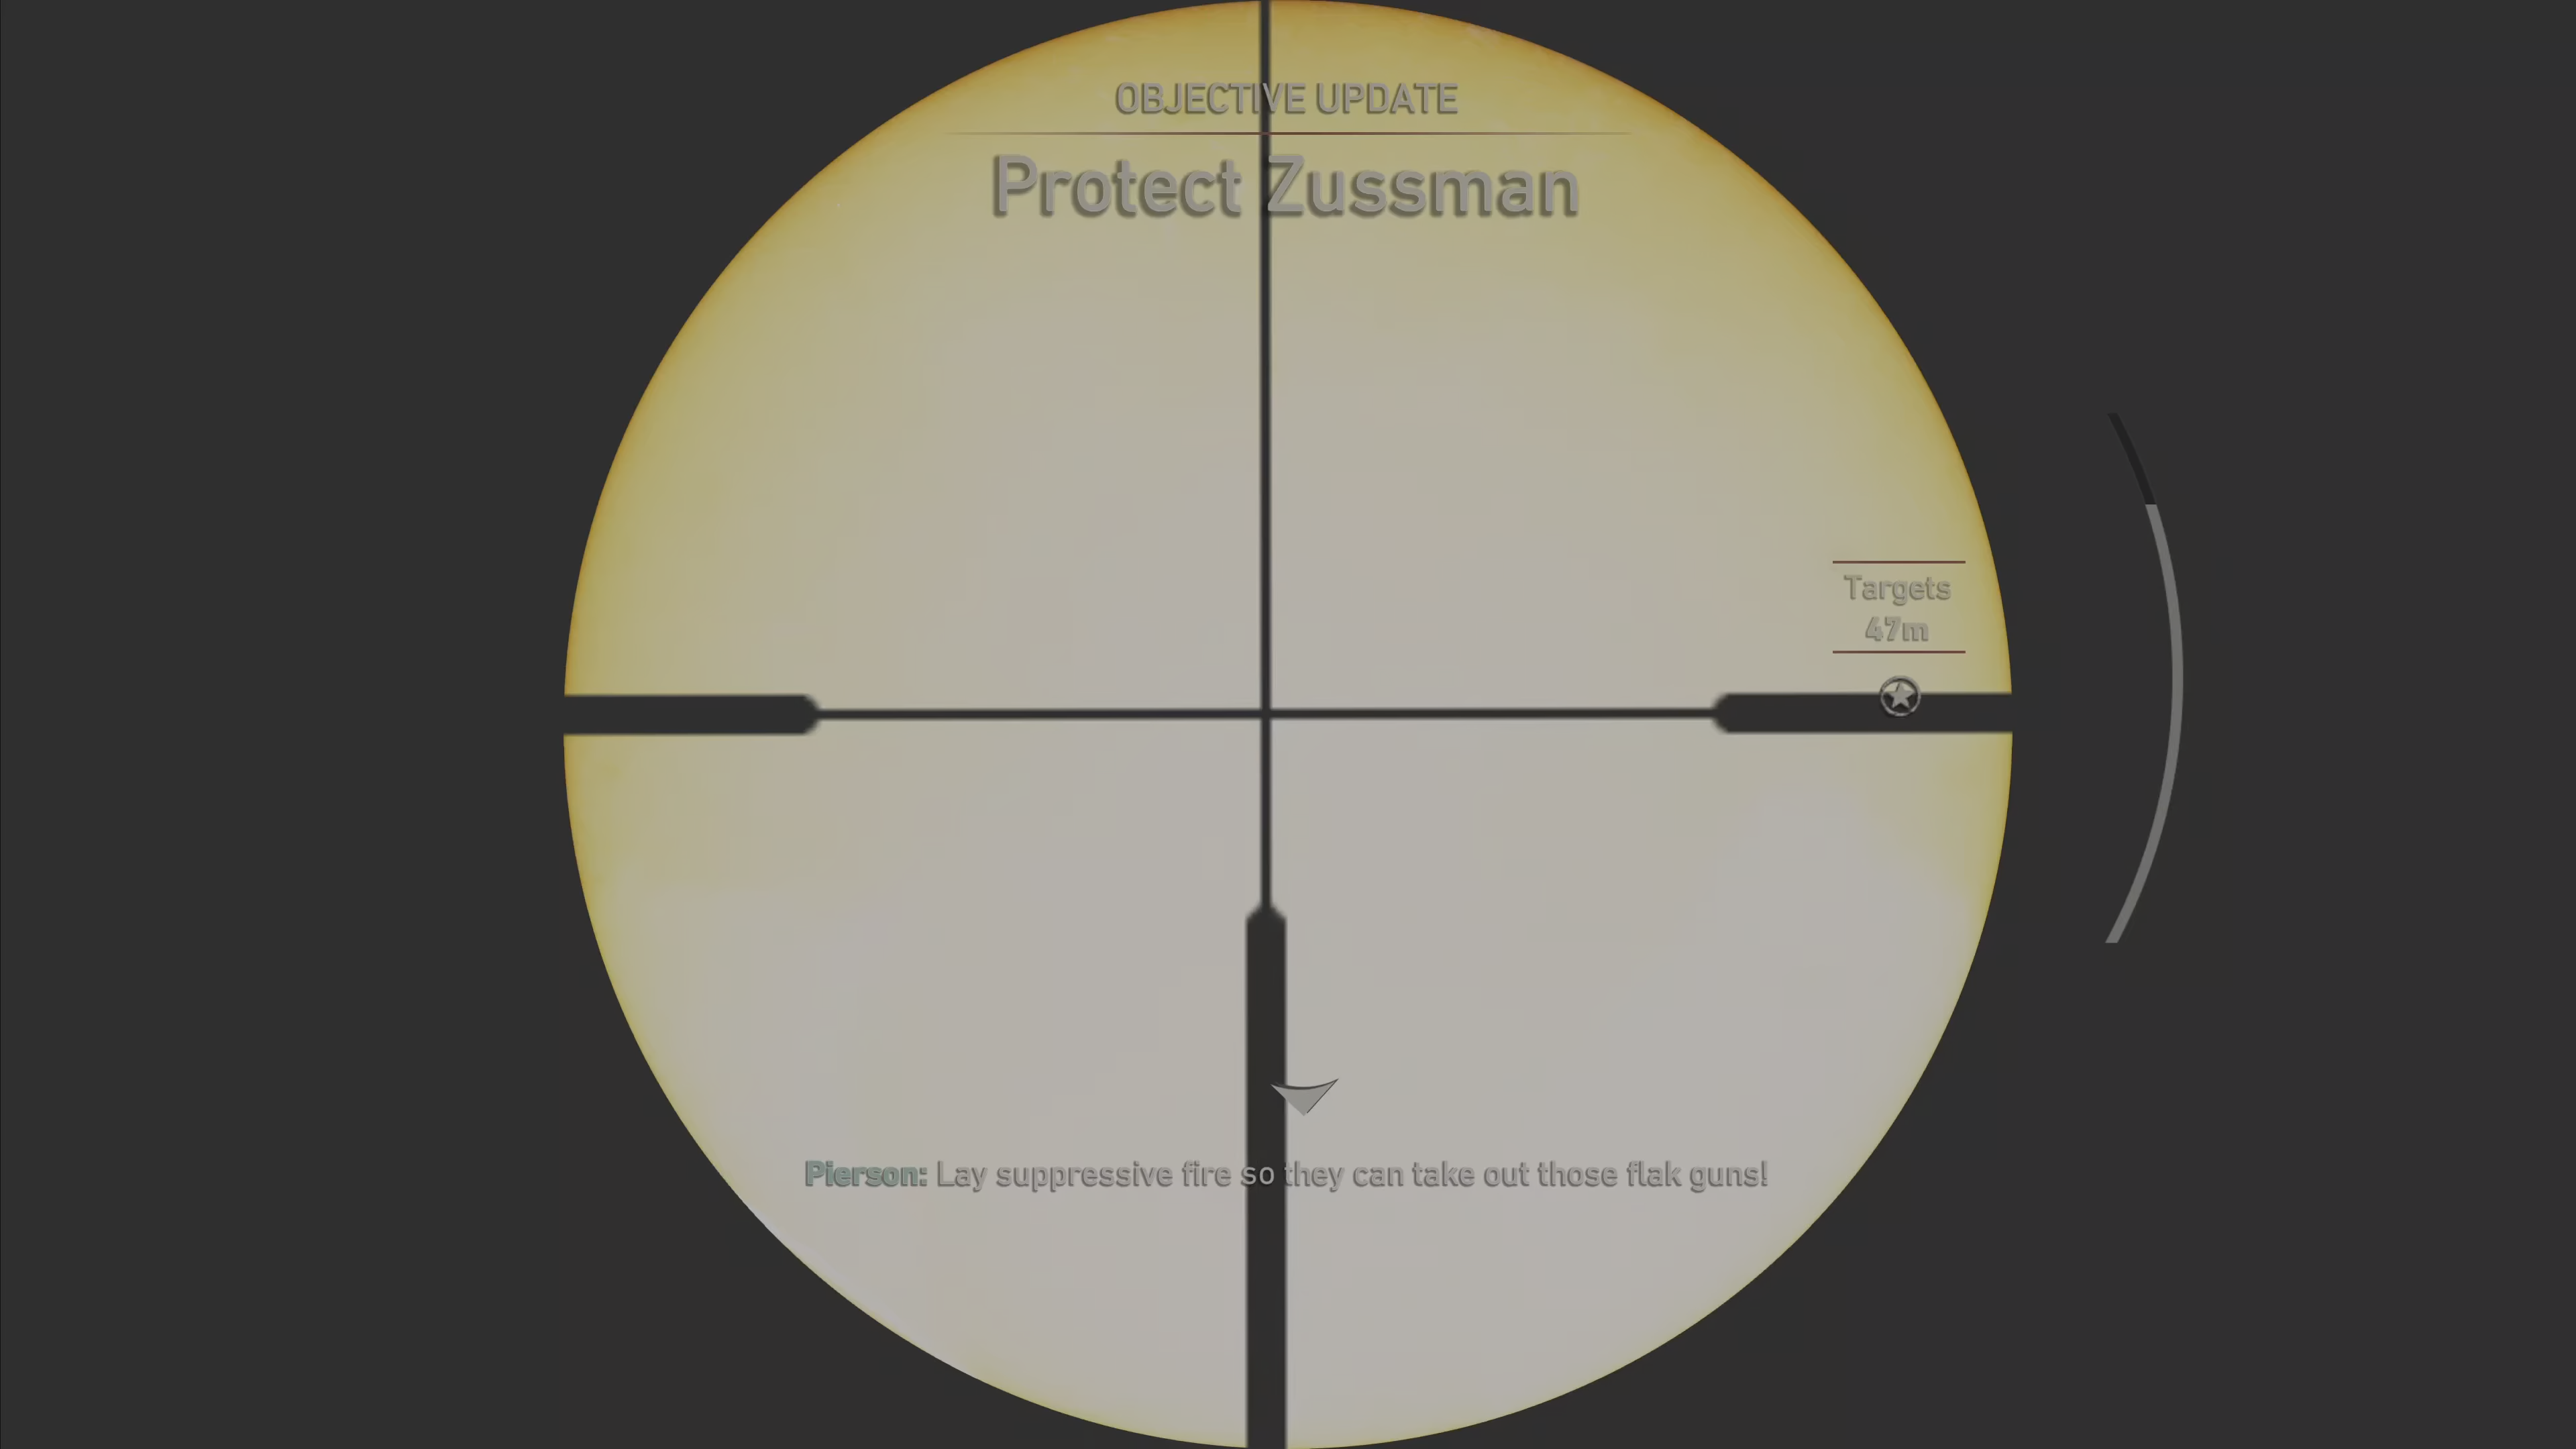 OBJECTIVE UPDATE
Protect Zussman
Targets
47m
Pierson: Lay suppressive fire so they can take out those flak guns!